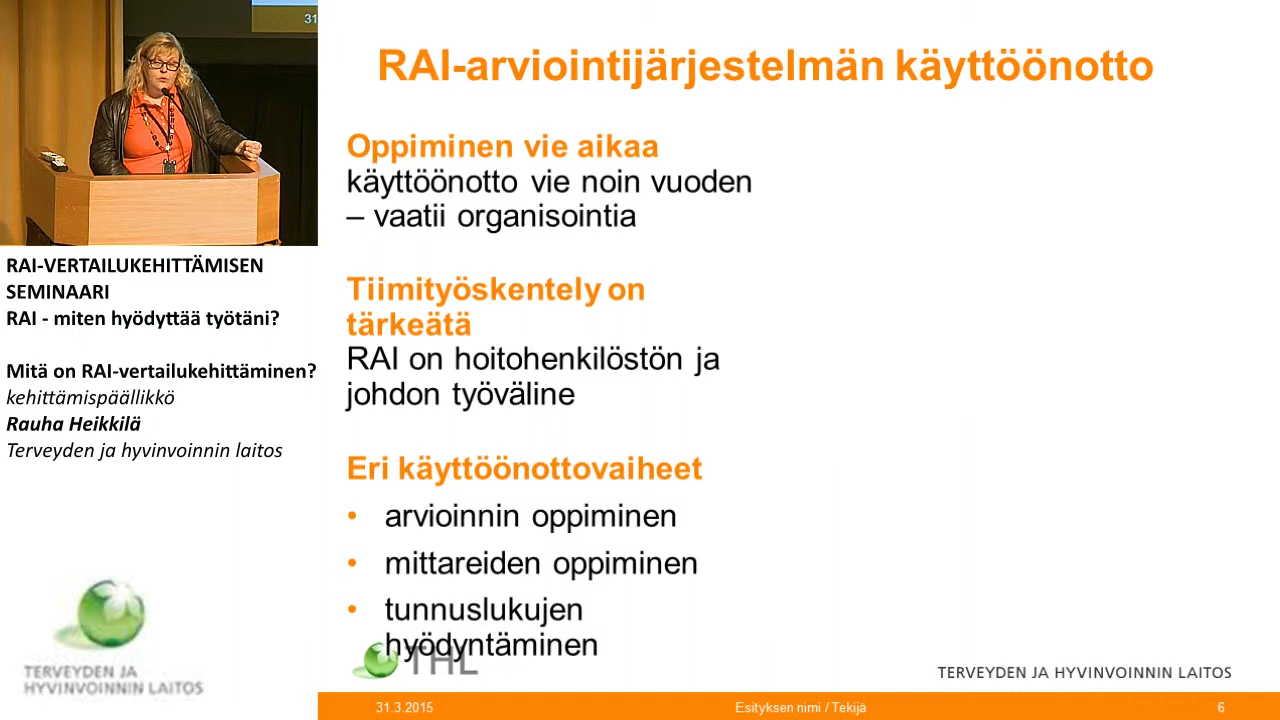 31
RAI-VERTAILUKEHITTÄMISEN
SEMINAARI
RAI - miten hyödyttää työtäni?
Mitä on RAI-vertailukehittäminen?
kehittämispäällikkö
Rauha Heikkilä
Terveyden ja hyvinvoinnin laitos
TERVEYDEN JA
HYVINVOINNIN LAITOS
RAI-arviointijärjestelmän käyttöönotto
Oppiminen vie aikaa
käyttöönotto vie noin vuoden
– vaatii organisointia
Tiimityöskentely on
tärkeätä
RAI on hoitohenkilöstön ja
johdon työväline
Eri käyttöönottovaiheet
• arvioinnin oppiminen
• mittareiden oppiminen
• tunnuslukujen
hyödyntäminen
THL
TERVEYDEN JA HYVINVOINNIN LAITOS
31.3.2015
Esityksen nimi / Tekijä
6